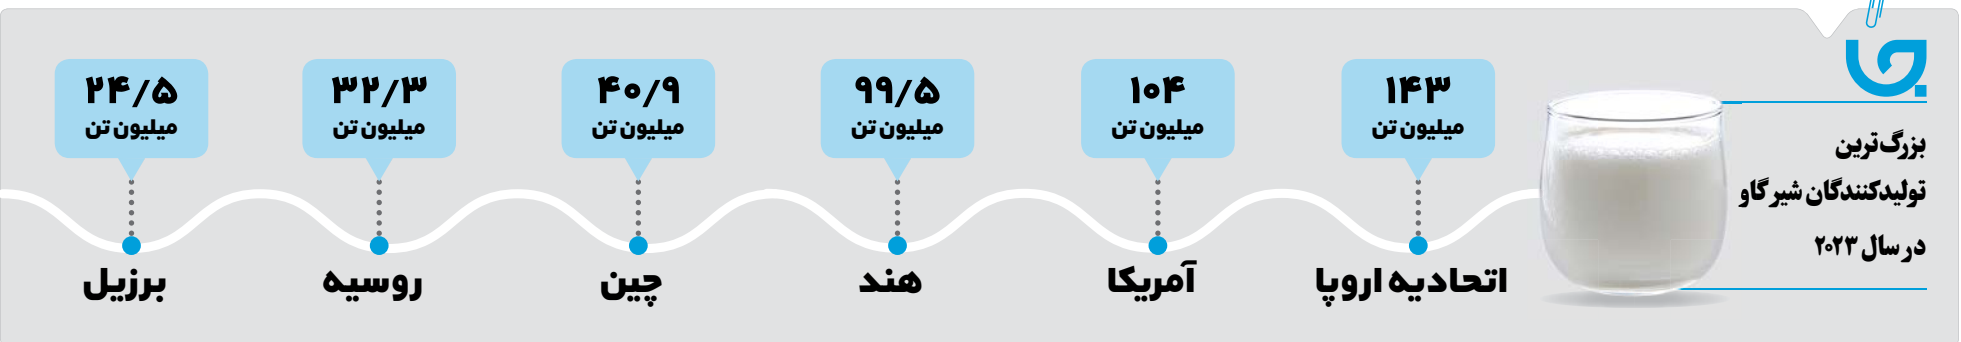 بزرگ‌ترین
تولیدکنندگان شیر گاو
در سال ۲۰۲۳
۱۴۳
میلیون تن
اتحادیه اروپا
۱۰۴
میلیون تن
آمریکا
۹۹/۵
میلیون تن
هند
۴۰/۹
میلیون تن
چین
۳۲/۳
میلیون تن
روسیه
۲۴/۵
میلیون تن
برزیل